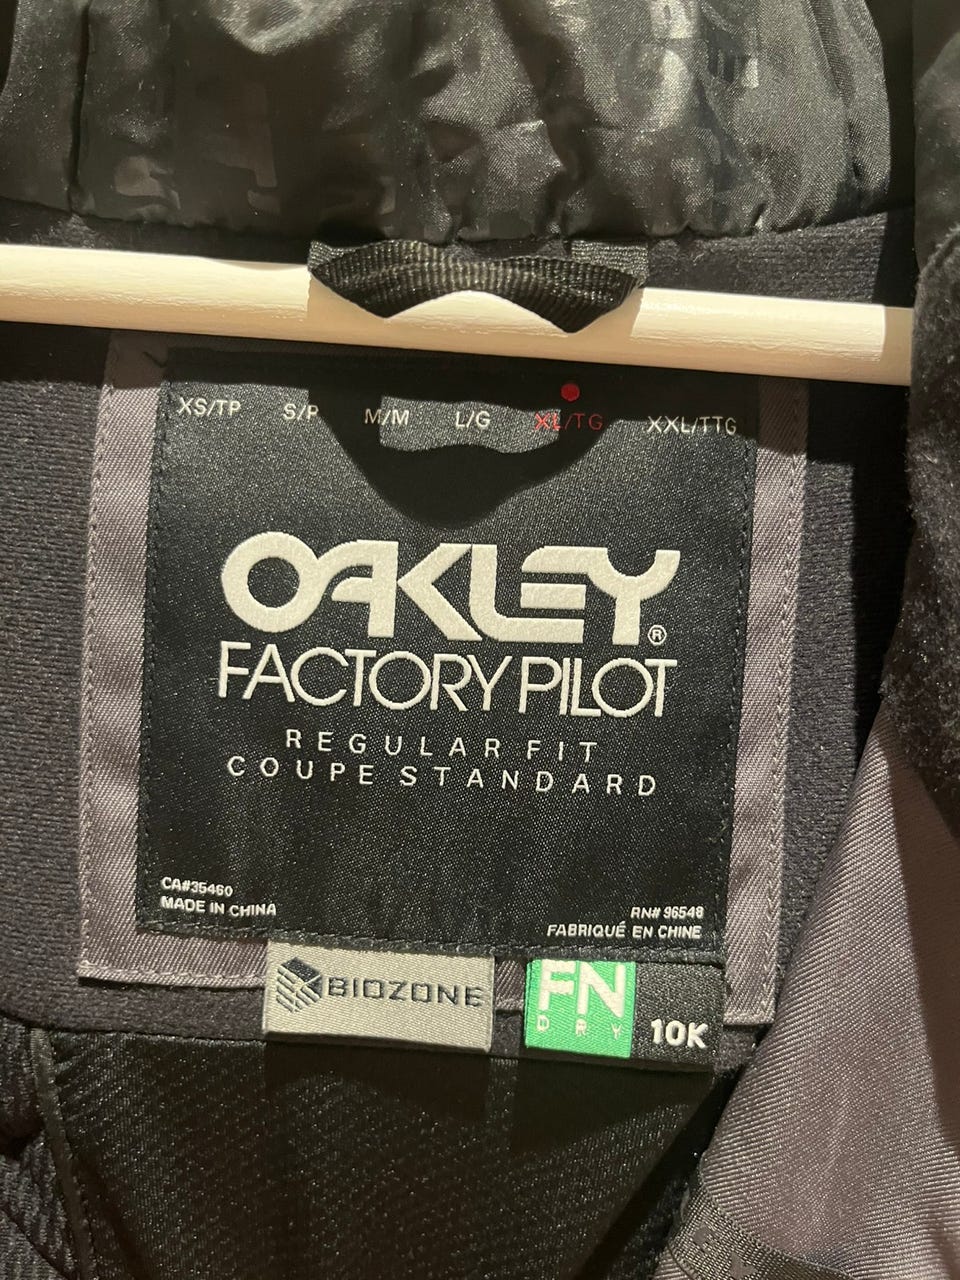 XS/TP S/P M/M L/G XL/TG XXL/TTG
OAKLEY®
FACTORY PILOT
REGULAR FIT
COUPE STANDARD
CA#35460
MADE IN CHINA
RN# 96548
FABRIQUÉ EN CHINE
BIOZONE
FN
DRY
10K